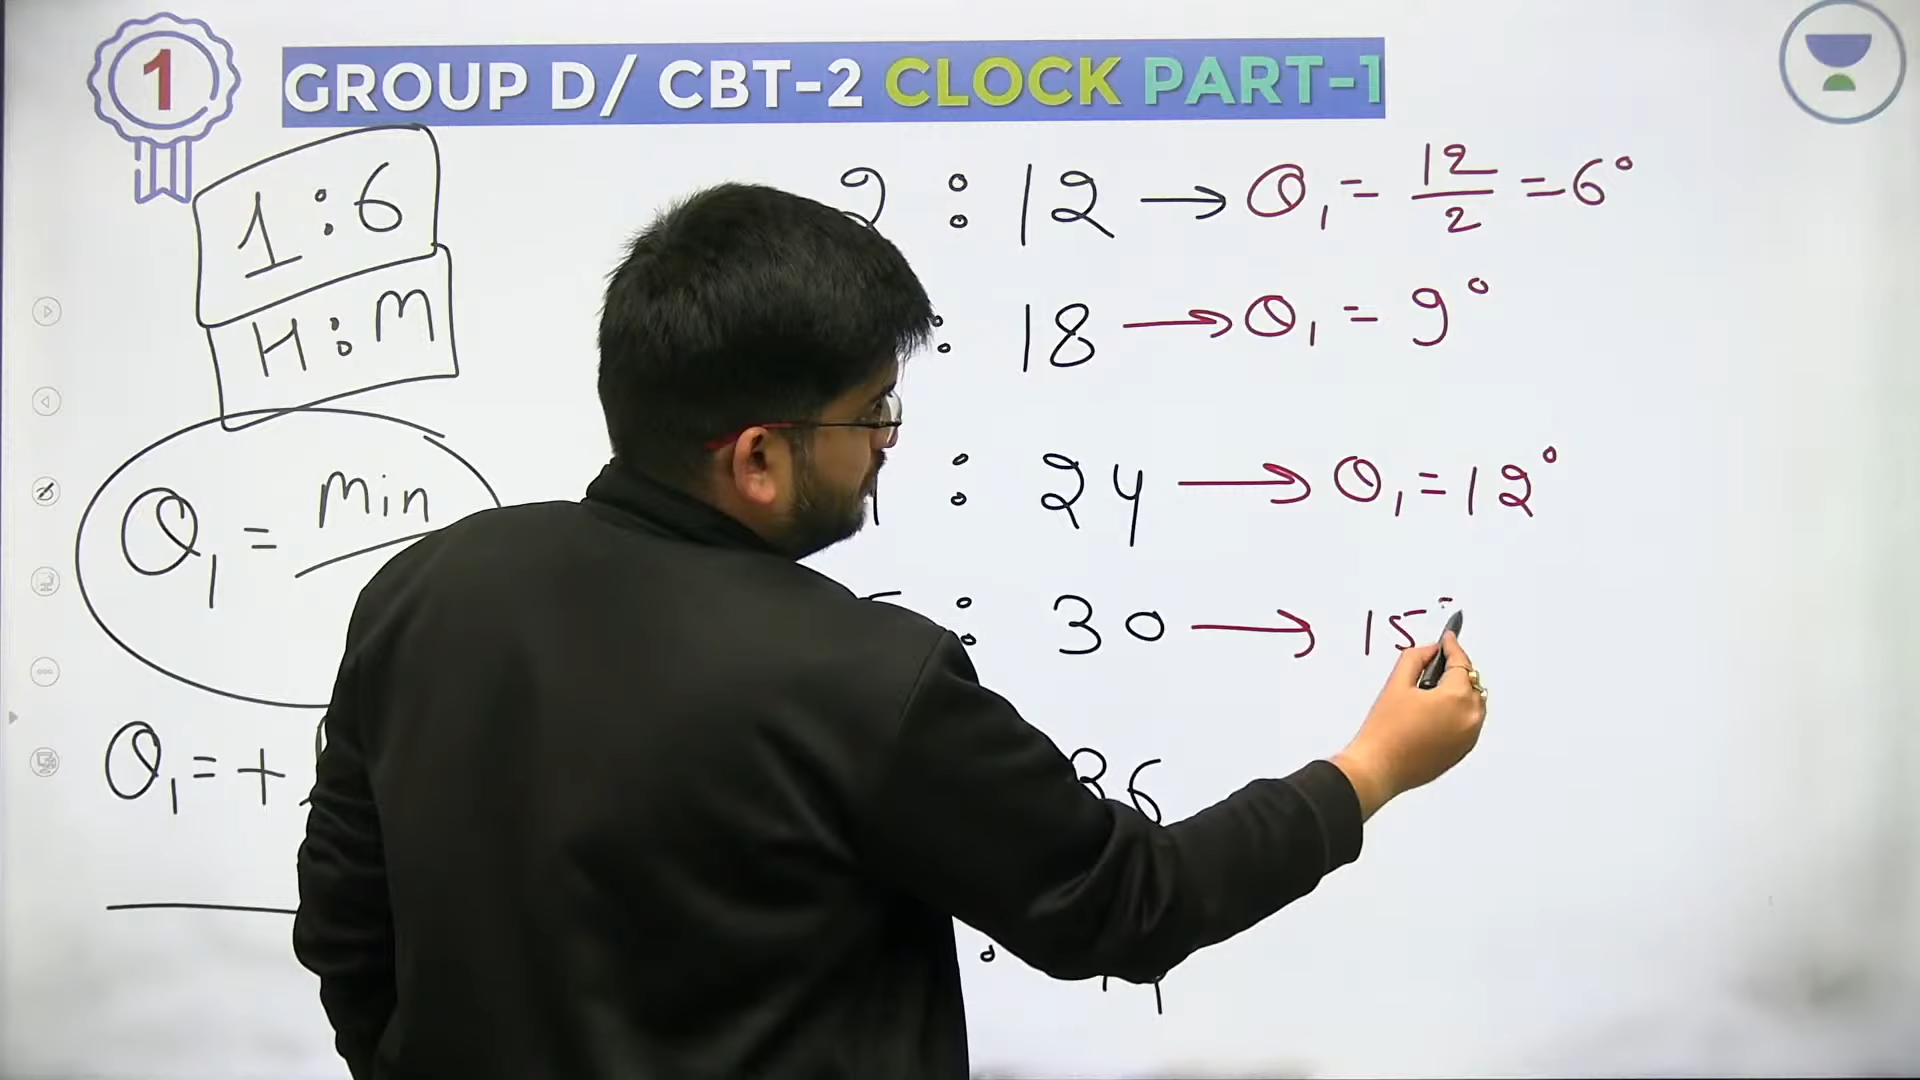 1
GROUP D/ CBT-2 CLOCK PART-1
1:6
H:M
θ₁ = Min
θ₁ = +
2 : 12 → θ₁ = 12/2 = 6°
: 18 → θ₁ = 9°
: 24 → θ₁ = 12°
: 30 → 15
36